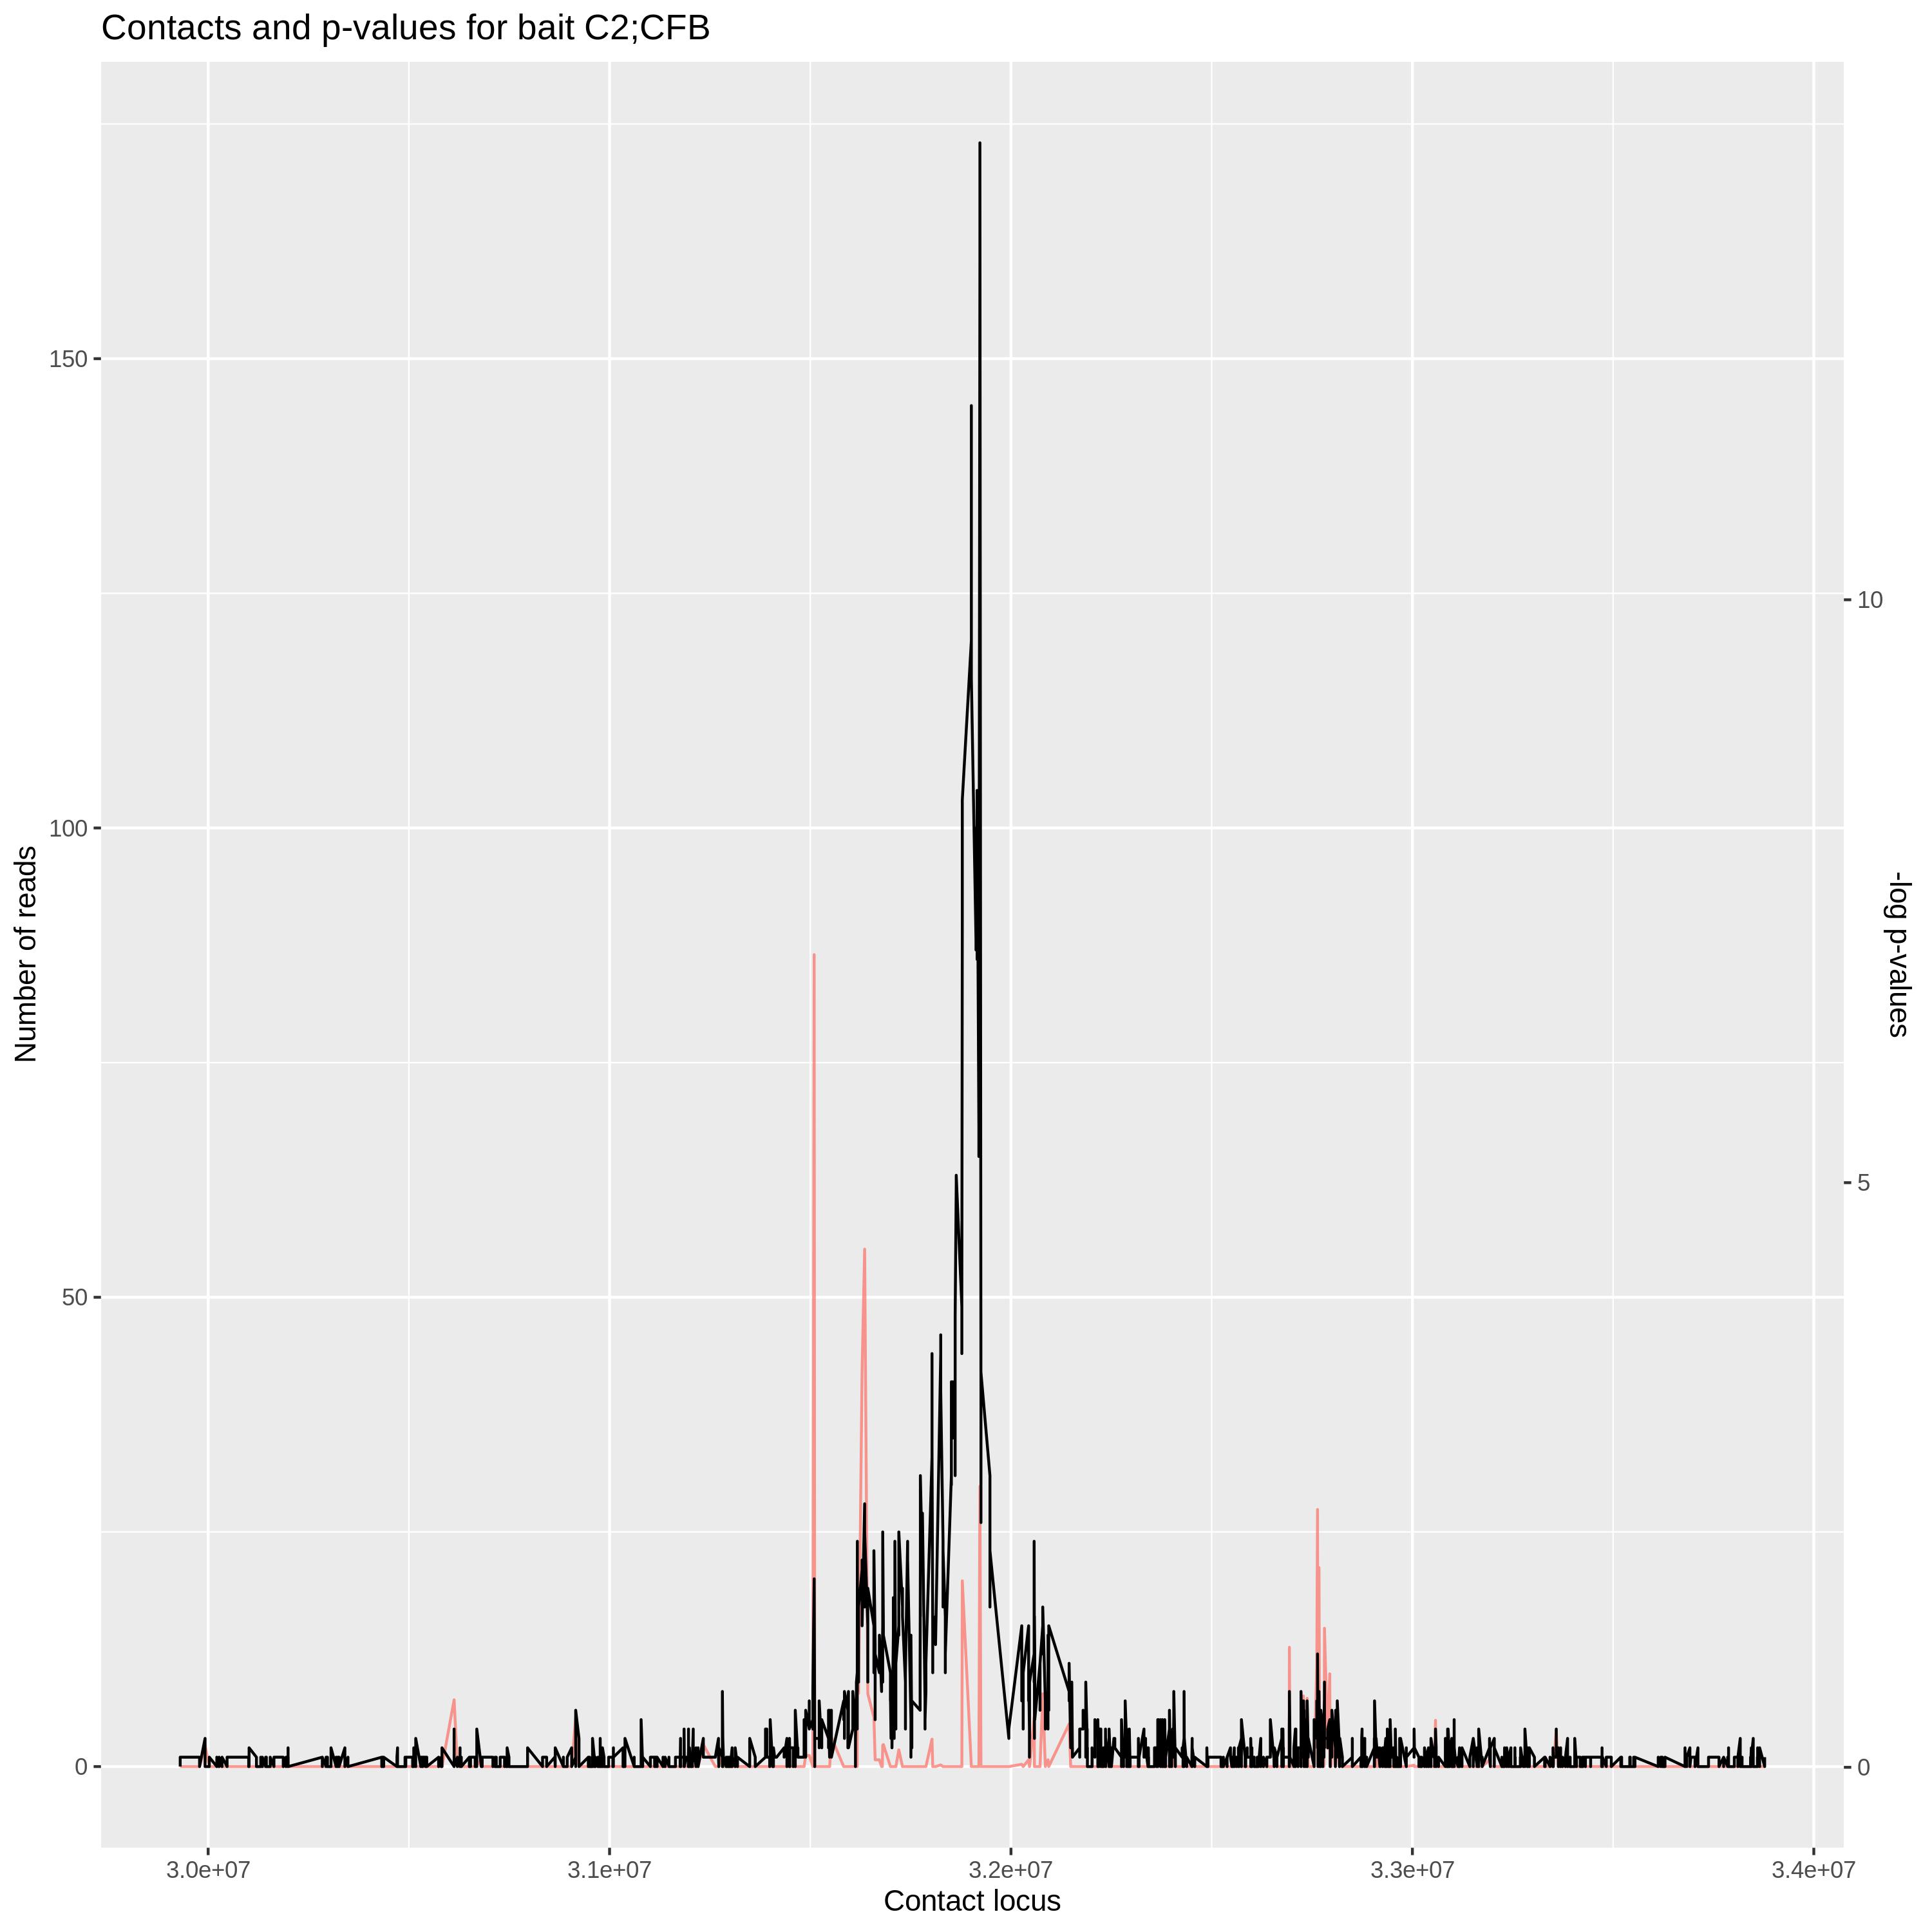 Contacts and p-values for bait C2;CFB
150
100
50
0
Number of reads
10
5
0
-log p-values
3.0e+07
3.1e+07
3.2e+07
3.3e+07
3.4e+07
Contact locus